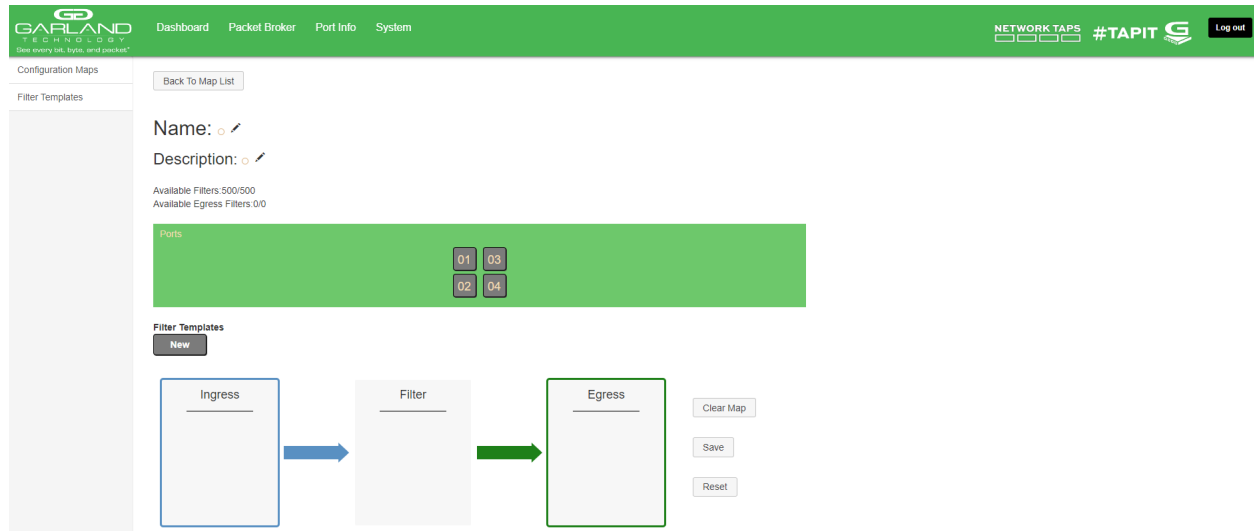 GARLAND
TECHNOLOGY
See every bit, byte, and packet®
Dashboard Packet Broker Port Info System
NETWORK TAPS #TAPIT Log out
Configuration Maps
Filter Templates
Back To Map List
Name:
Description:
Available Filters:500/500
Available Egress Filters:0/0
Ports
01 03
02 04
Filter Templates
New
Ingress Filter Egress
Clear Map
Save
Reset